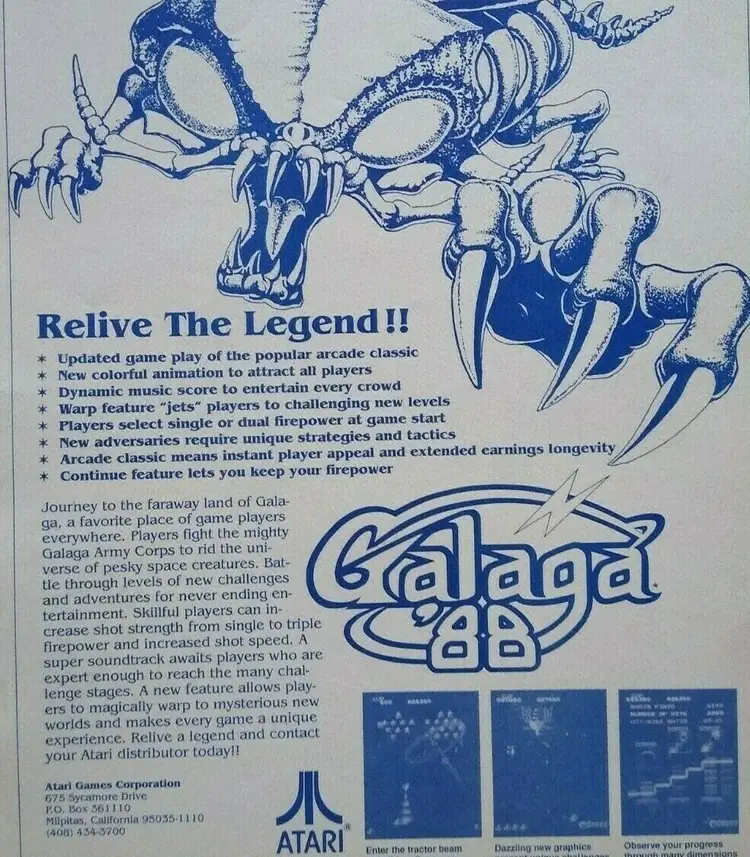 Relive The Legend!!
* Updated game play of the popular arcade classic
* New colorful animation to attract all players
* Dynamic music score to entertain every crowd
* Warp feature "jets" players to challenging new levels
* Players select single or dual firepower at game start
* New adversaries require unique strategies and tactics
* Arcade classic means instant player appeal and extended earnings longevity
* Continue feature lets you keep your firepower
Journey to the faraway land of Gala-
ga, a favorite place of game players
everywhere. Players fight the mighty
Galaga Army Corps to rid the uni-
verse of pesky space creatures. Bat-
tle through levels of new challenges
and adventures for never ending en-
tertainment. Skillful players can in-
crease shot strength from single to triple
firepower and increased shot speed. A
super soundtrack awaits players who are
expert enough to reach the many chal-
lenge stages. A new feature allows play-
ers to magically warp to mysterious new
worlds and makes every game a unique
experience. Relive a legend and contact
your Atari distributor today!!
Galaga
'88
Atari Games Corporation
675 Sycamore Drive
P.O. Box 361110
Milpitas, California 95035-1110
(408) 434-3700
ATARI®
Enter the tractor beam
Dazzling new graphics
Observe your progress
through many dimensions